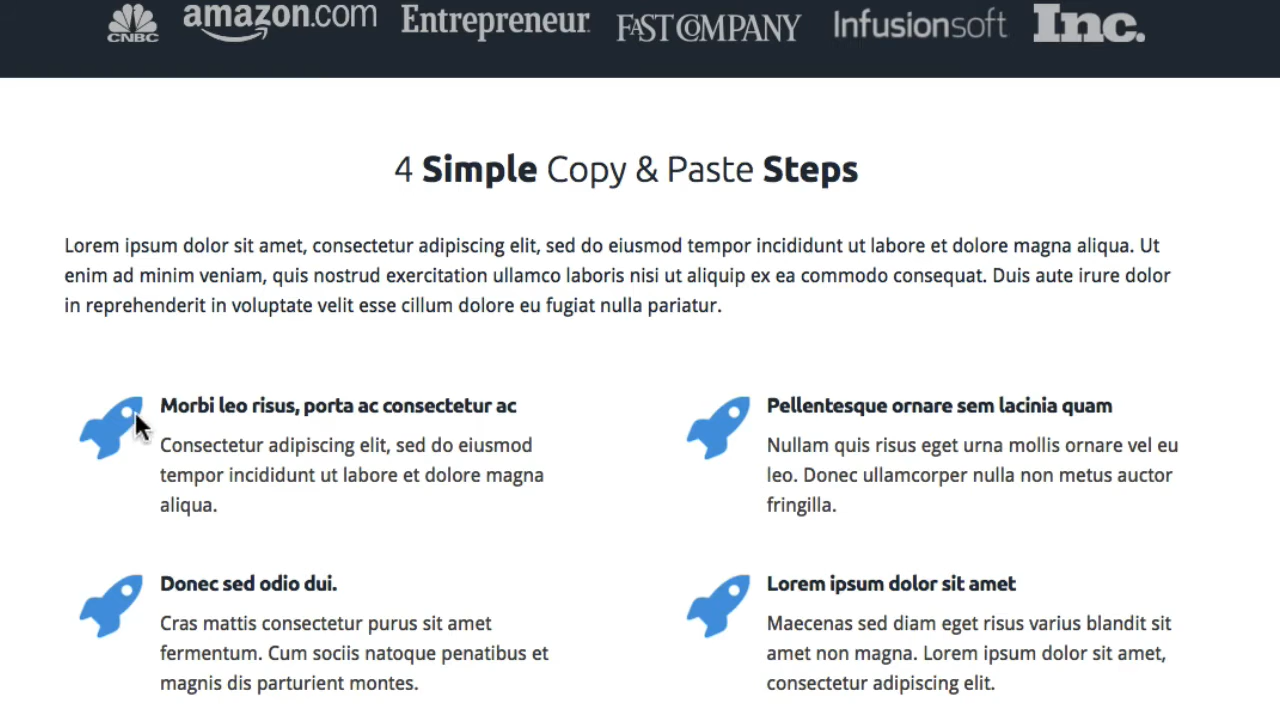 CNBC amazon.com Entrepreneur FAST COMPANY Infusionsoft Inc.
4 Simple Copy & Paste Steps
Lorem ipsum dolor sit amet, consectetur adipiscing elit, sed do eiusmod tempor incididunt ut labore et dolore magna aliqua. Ut
enim ad minim veniam, quis nostrud exercitation ullamco laboris nisi ut aliquip ex ea commodo consequat. Duis aute irure dolor
in reprehenderit in voluptate velit esse cillum dolore eu fugiat nulla pariatur.
Morbi leo risus, porta ac consectetur ac
Consectetur adipiscing elit, sed do eiusmod
tempor incididunt ut labore et dolore magna
aliqua.
Pellentesque ornare sem lacinia quam
Nullam quis risus eget urna mollis ornare vel eu
leo. Donec ullamcorper nulla non metus auctor
fringilla.
Donec sed odio dui.
Cras mattis consectetur purus sit amet
fermentum. Cum sociis natoque penatibus et
magnis dis parturient montes.
Lorem ipsum dolor sit amet
Maecenas sed diam eget risus varius blandit sit
amet non magna. Lorem ipsum dolor sit amet,
consectetur adipiscing elit.